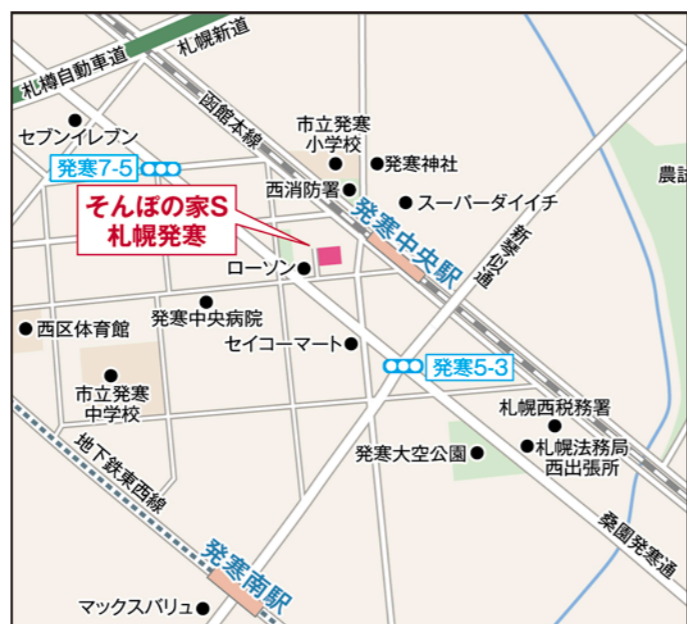 札幌新道
札樽自動車道
函館本線
セブンイレブン
市立発寒
小学校
発寒神社
発寒7-5
西消防署
スーパーダイイチ
農試
そんぽの家S
札幌発寒
発寒中央駅
新琴似通
ローソン
発寒中央病院
西区体育館
セイコーマート
発寒5-3
市立発寒
中学校
札幌西税務署
地下鉄東西線
発寒大空公園
札幌法務局
西出張所
桑園発寒通
発寒南駅
マックスバリュ